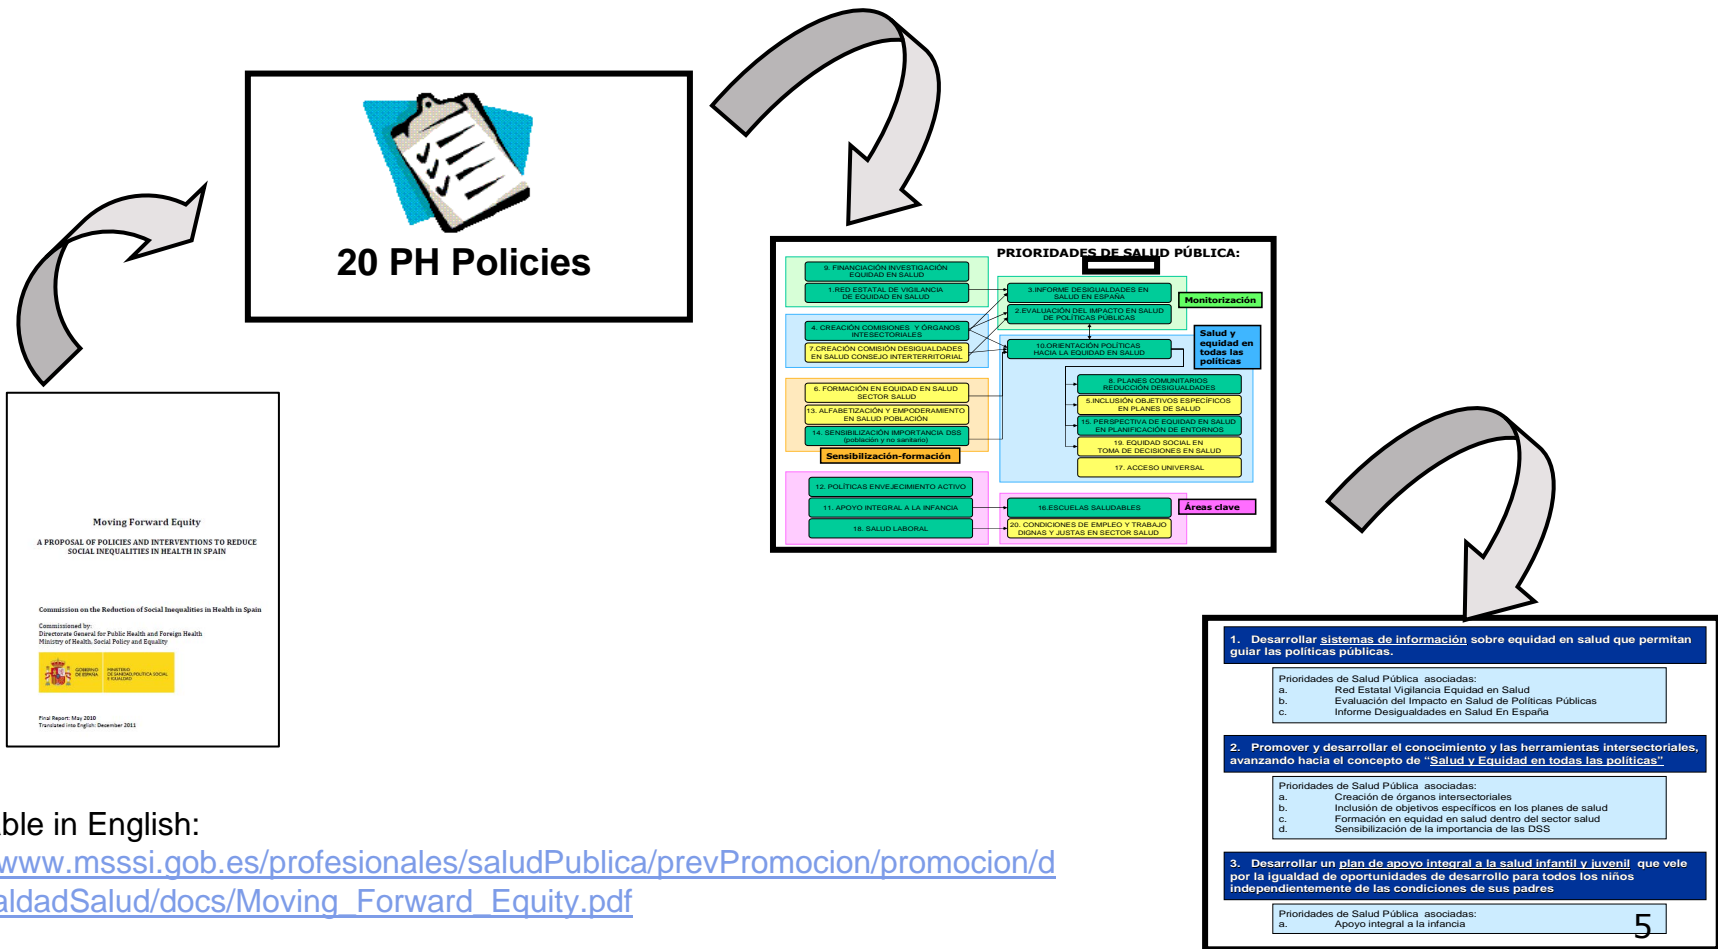 20 PH Policies
Moving Forward Equity
A PROPOSAL OF POLICIES AND INTERVENTIONS TO REDUCE
SOCIAL INEQUALITIES IN HEALTH IN SPAIN
Commission on the Reduction of Social Inequalities in Health in Spain
Commissioned by:
Directorate General for Public Health and Foreign Health
Ministry of Health, Social Policy and Equality
GOBIERNO
DE ESPAÑA
MINISTERIO
DE SANIDAD, POLÍTICA SOCIAL
E IGUALDAD
Final Report: May 2010
Translated into English: December 2011
PRIORIDADES DE SALUD PÚBLICA:
9. FINANCIACIÓN INVESTIGACIÓN
EQUIDAD EN SALUD
1.RED ESTATAL DE VIGILANCIA
DE EQUIDAD EN SALUD
3.INFORME DESIGUALDADES EN
SALUD EN ESPAÑA
2.EVALUACIÓN DEL IMPACTO EN SALUD
DE POLÍTICAS PÚBLICAS
Monitorización
4. CREACIÓN COMISIONES Y ÓRGANOS
INTESECTORIALES
7.CREACIÓN COMISIÓN DESIGUALDADES
EN SALUD CONSEJO INTERTERRITORIAL
10.ORIENTACIÓN POLÍTICAS
HACIA LA EQUIDAD EN SALUD
Salud y
equidad en
todas las
políticas
6. FORMACIÓN EN EQUIDAD EN SALUD
SECTOR SALUD
13. ALFABETIZACIÓN Y EMPODERAMIENTO
EN SALUD POBLACIÓN
14. SENSIBILIZACIÓN IMPORTANCIA DSS
(población y no sanitario)
Sensibilización-formación
8. PLANES COMUNITARIOS
REDUCCIÓN DESIGUALDADES
5.INCLUSIÓN OBJETIVOS ESPECÍFICOS
EN PLANES DE SALUD
15. PERSPECTIVA DE EQUIDAD EN SALUD
EN PLANIFICACIÓN DE ENTORNOS
19. EQUIDAD SOCIAL EN
TOMA DE DECISIONES EN SALUD
17. ACCESO UNIVERSAL
12. POLÍTICAS ENVEJECIMIENTO ACTIVO
11. APOYO INTEGRAL A LA INFANCIA
18. SALUD LABORAL
16.ESCUELAS SALUDABLES
20. CONDICIONES DE EMPLEO Y TRABAJO
DIGNAS Y JUSTAS EN SECTOR SALUD
Áreas clave
1. Desarrollar sistemas de información sobre equidad en salud que permitan
guiar las políticas públicas.
Prioridades de Salud Pública asociadas:
a. Red Estatal Vigilancia Equidad en Salud
b. Evaluación del Impacto en Salud de Políticas Públicas
c. Informe Desigualdades en Salud En España
2. Promover y desarrollar el conocimiento y las herramientas intersectoriales,
avanzando hacia el concepto de “Salud y Equidad en todas las políticas”
Prioridades de Salud Pública asociadas:
a. Creación de órganos intersectoriales
b. Inclusión de objetivos específicos en los planes de salud
c. Formación en equidad en salud dentro del sector salud
d. Sensibilización de la importancia de las DSS
3. Desarrollar un plan de apoyo integral a la salud infantil y juvenil que vele
por la igualdad de oportunidades de desarrollo para todos los niños
independientemente de las condiciones de sus padres
Prioridades de Salud Pública asociadas:
a. Apoyo integral a la infancia
able in English:
www.msssi.gob.es/profesionales/saludPublica/prevPromocion/promocion/d
aldadSalud/docs/Moving_Forward_Equity.pdf
5